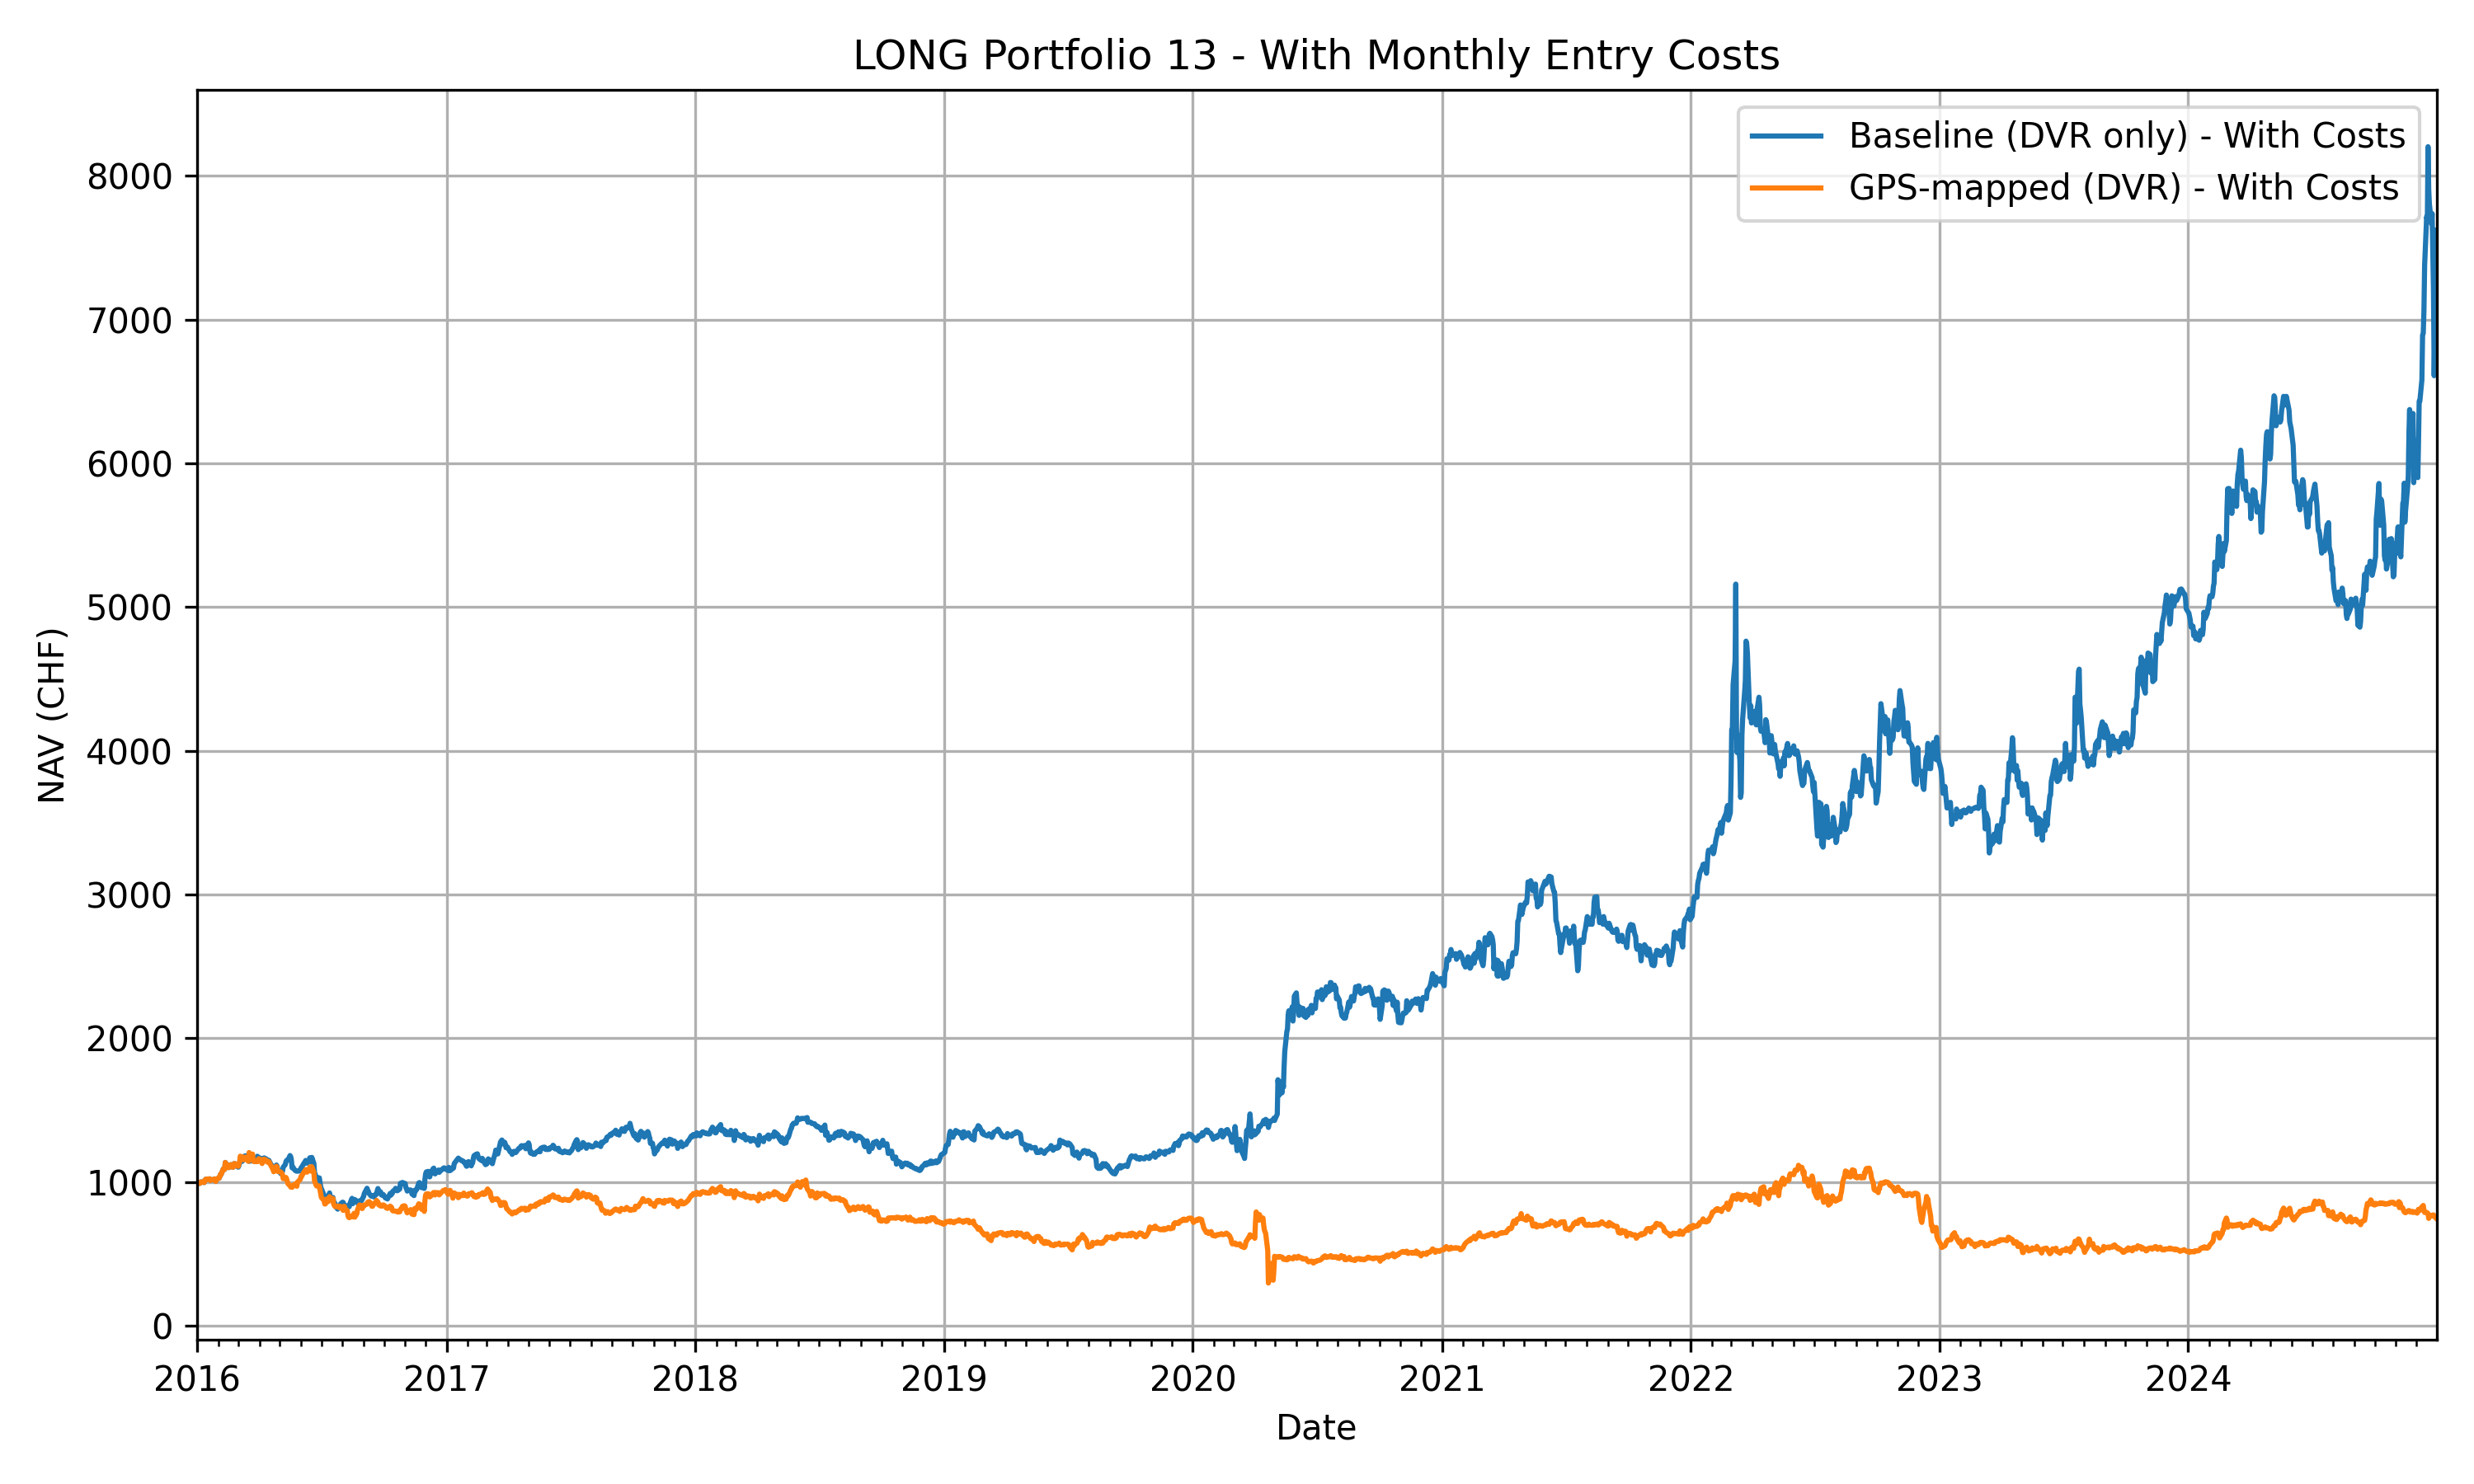 LONG Portfolio 13 - With Monthly Entry Costs
Baseline (DVR only) - With Costs
GPS-mapped (DVR) - With Costs
8000
7000
6000
5000
4000
3000
2000
1000
0
NAV (CHF)
2016 2017 2018 2019 2020 2021 2022 2023 2024
Date